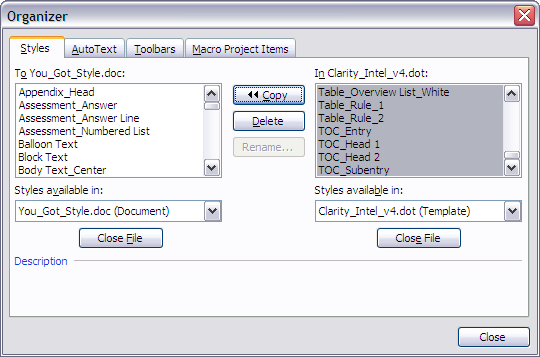 Organizer
Styles AutoText Toolbars Macro Project Items
To You_Got_Style.doc:
Appendix_Head
Assessment_Answer
Assessment_Answer Line
Assessment_Numbered List
Balloon Text
Block Text
Body Text_Center
Copy
Delete
Rename...
In Clarity_Intel_v4.dot:
Table_Overview List_White
Table_Rule_1
Table_Rule_2
TOC_Entry
TOC_Head 1
TOC_Head 2
TOC_Subentry
Styles available in:
You_Got_Style.doc (Document)
Close File
Styles available in:
Clarity_Intel_v4.dot (Template)
Close File
Description
Close